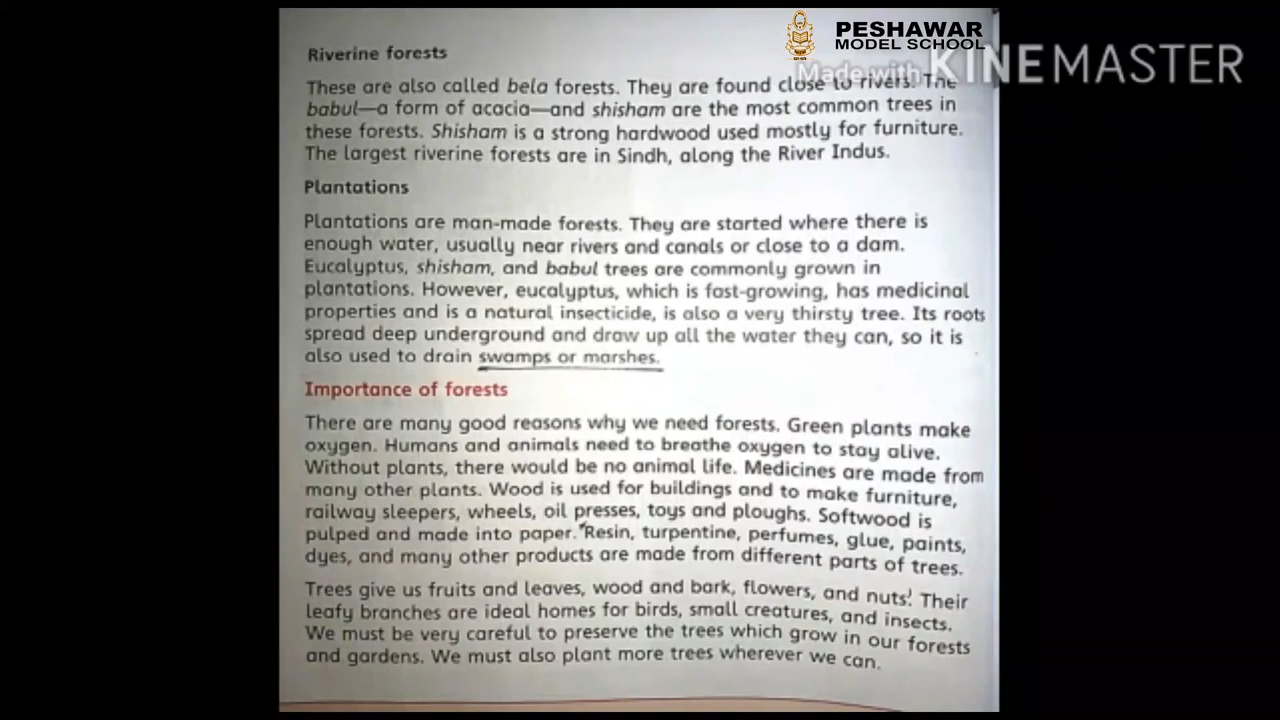 PESHAWAR
MODEL SCHOOL
Made with KINEMASTER
Riverine forests
These are also called bela forests. They are found close to rivers. The
babul—a form of acacia—and shisham are the most common trees in
these forests. Shisham is a strong hardwood used mostly for furniture.
The largest riverine forests are in Sindh, along the River Indus.
Plantations
Plantations are man-made forests. They are started where there is
enough water, usually near rivers and canals or close to a dam.
Eucalyptus, shisham, and babul trees are commonly grown in
plantations. However, eucalyptus, which is fast-growing, has medicinal
properties and is a natural insecticide, is also a very thirsty tree. Its roots
spread deep underground and draw up all the water they can, so it is
also used to drain swamps or marshes.
Importance of forests
There are many good reasons why we need forests. Green plants make
oxygen. Humans and animals need to breathe oxygen to stay alive.
Without plants, there would be no animal life. Medicines are made from
many other plants. Wood is used for buildings and to make furniture,
railway sleepers, wheels, oil presses, toys and ploughs. Softwood is
pulped and made into paper. Resin, turpentine, perfumes, glue, paints,
dyes, and many other products are made from different parts of trees.
Trees give us fruits and leaves, wood and bark, flowers, and nuts. Their
leafy branches are ideal homes for birds, small creatures, and insects.
We must be very careful to preserve the trees which grow in our forests
and gardens. We must also plant more trees wherever we can.